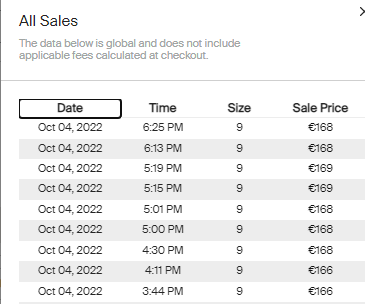 All Sales
The data below is global and does not include
applicable fees calculated at checkout.
Date Time Size Sale Price
Oct 04, 2022 6:25 PM 9 €168
Oct 04, 2022 6:13 PM 9 €168
Oct 04, 2022 5:19 PM 9 €169
Oct 04, 2022 5:15 PM 9 €169
Oct 04, 2022 5:01 PM 9 €168
Oct 04, 2022 5:00 PM 9 €168
Oct 04, 2022 4:30 PM 9 €168
Oct 04, 2022 4:11 PM 9 €166
Oct 04, 2022 3:44 PM 9 €166